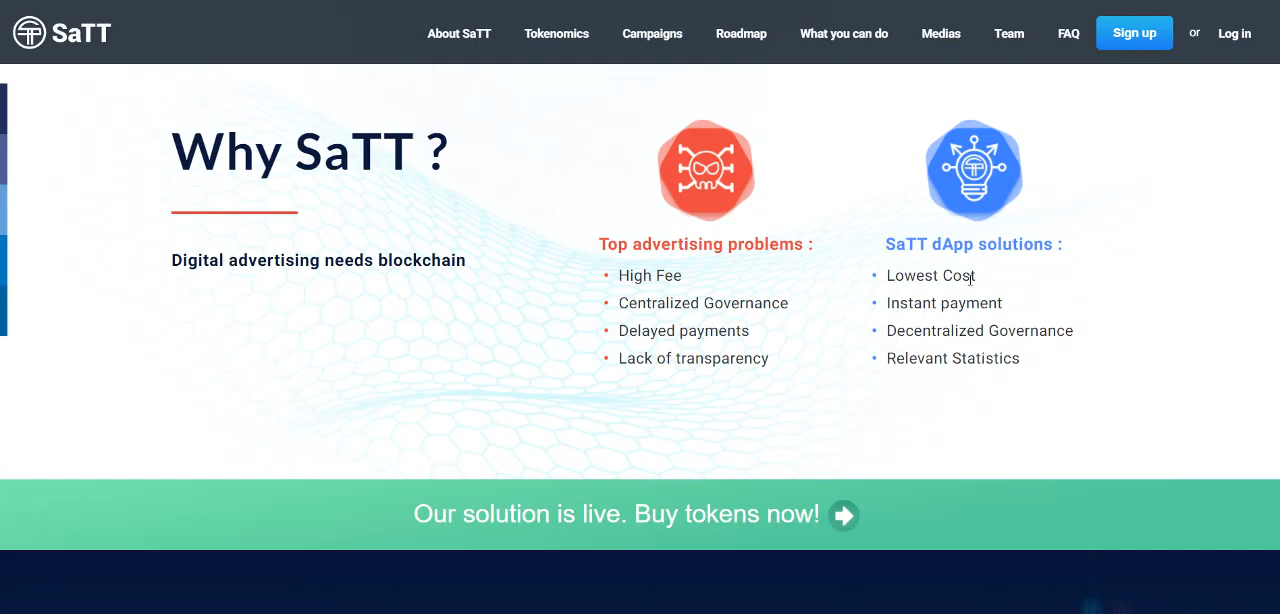 SaTT
About SaTT Tokenomics Campaigns Roadmap What you can do Medias Team FAQ Sign up or Log in
Why SaTT ?
Digital advertising needs blockchain
Top advertising problems :
• High Fee
• Centralized Governance
• Delayed payments
• Lack of transparency
SaTT dApp solutions :
• Lowest Cost
• Instant payment
• Decentralized Governance
• Relevant Statistics
Our solution is live. Buy tokens now!